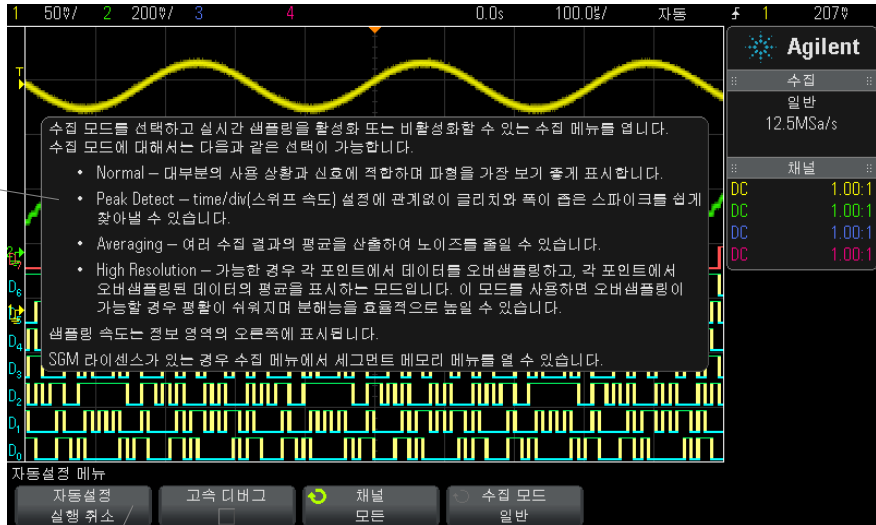 1 50㎷/ 2 200㎷/ 3 4 0.0s 100.0㎲/ 자동 1 207㎷
Agilent
수집
일반
12.5MSa/s
채널
DC 1.00:1
DC 1.00:1
DC 1.00:1
DC 1.00:1
T
수집 모드를 선택하고 실시간 샘플링을 활성화 또는 비활성화할 수 있는 수집 메뉴를 엽니다.
수집 모드에 대해서는 다음과 같은 선택이 가능합니다.
• Normal – 대부분의 사용 상황과 신호에 적합하며 파형을 가장 보기 좋게 표시합니다.
• Peak Detect – time/div(스위프 속도) 설정에 관계없이 글리치와 폭이 좁은 스파이크를 쉽게
찾아낼 수 있습니다.
• Averaging – 여러 수집 결과의 평균을 산출하여 노이즈를 줄일 수 있습니다.
• High Resolution – 가능한 경우 각 포인트에서 데이터를 오버샘플링하고, 각 포인트에서
오버샘플링된 데이터의 평균을 표시하는 모드입니다. 이 모드를 사용하면 오버샘플링이
가능할 경우 평활이 쉬워지며 분해능을 효율적으로 높일 수 있습니다.
샘플링 속도는 정보 영역의 오른쪽에 표시됩니다.
SGM 라이센스가 있는 경우 수집 메뉴에서 세그먼트 메모리 메뉴를 열 수 있습니다.
D6
D4
D3
D2
D1
D0
자동설정 메뉴
자동설정 고속 디버그 채널 수집 모드
실행 취소 모든 일반